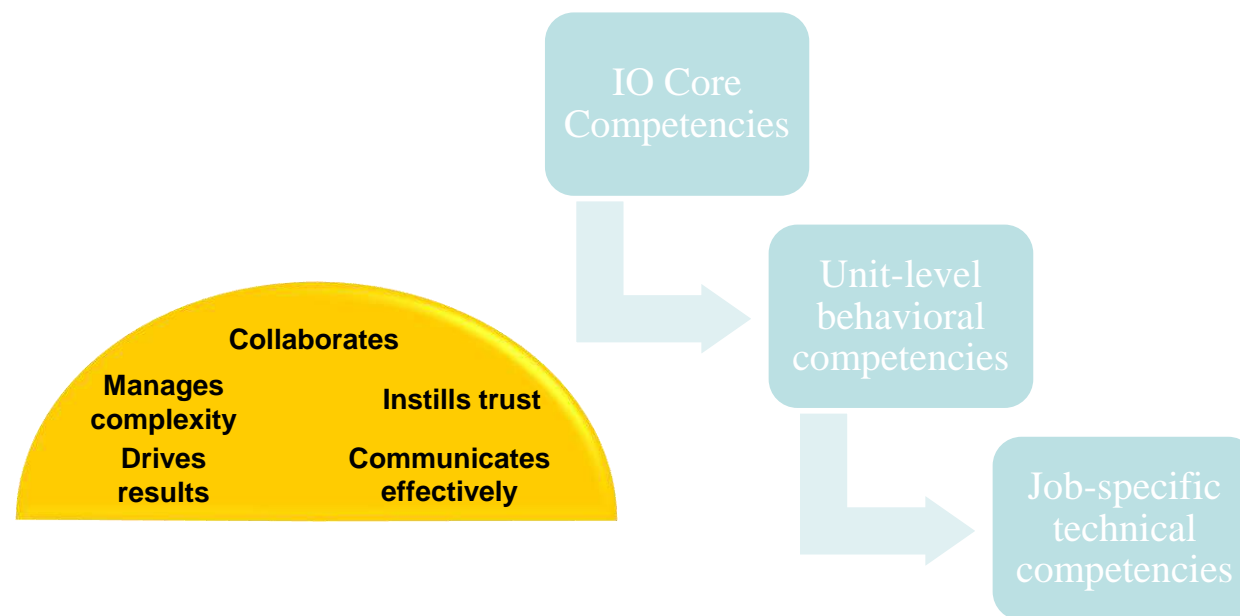 IO Core
Competencies
Unit-level
behavioral
competencies
Job-specific
technical
competencies
Collaborates
Manages
complexity
Instills trust
Drives
results
Communicates
effectively